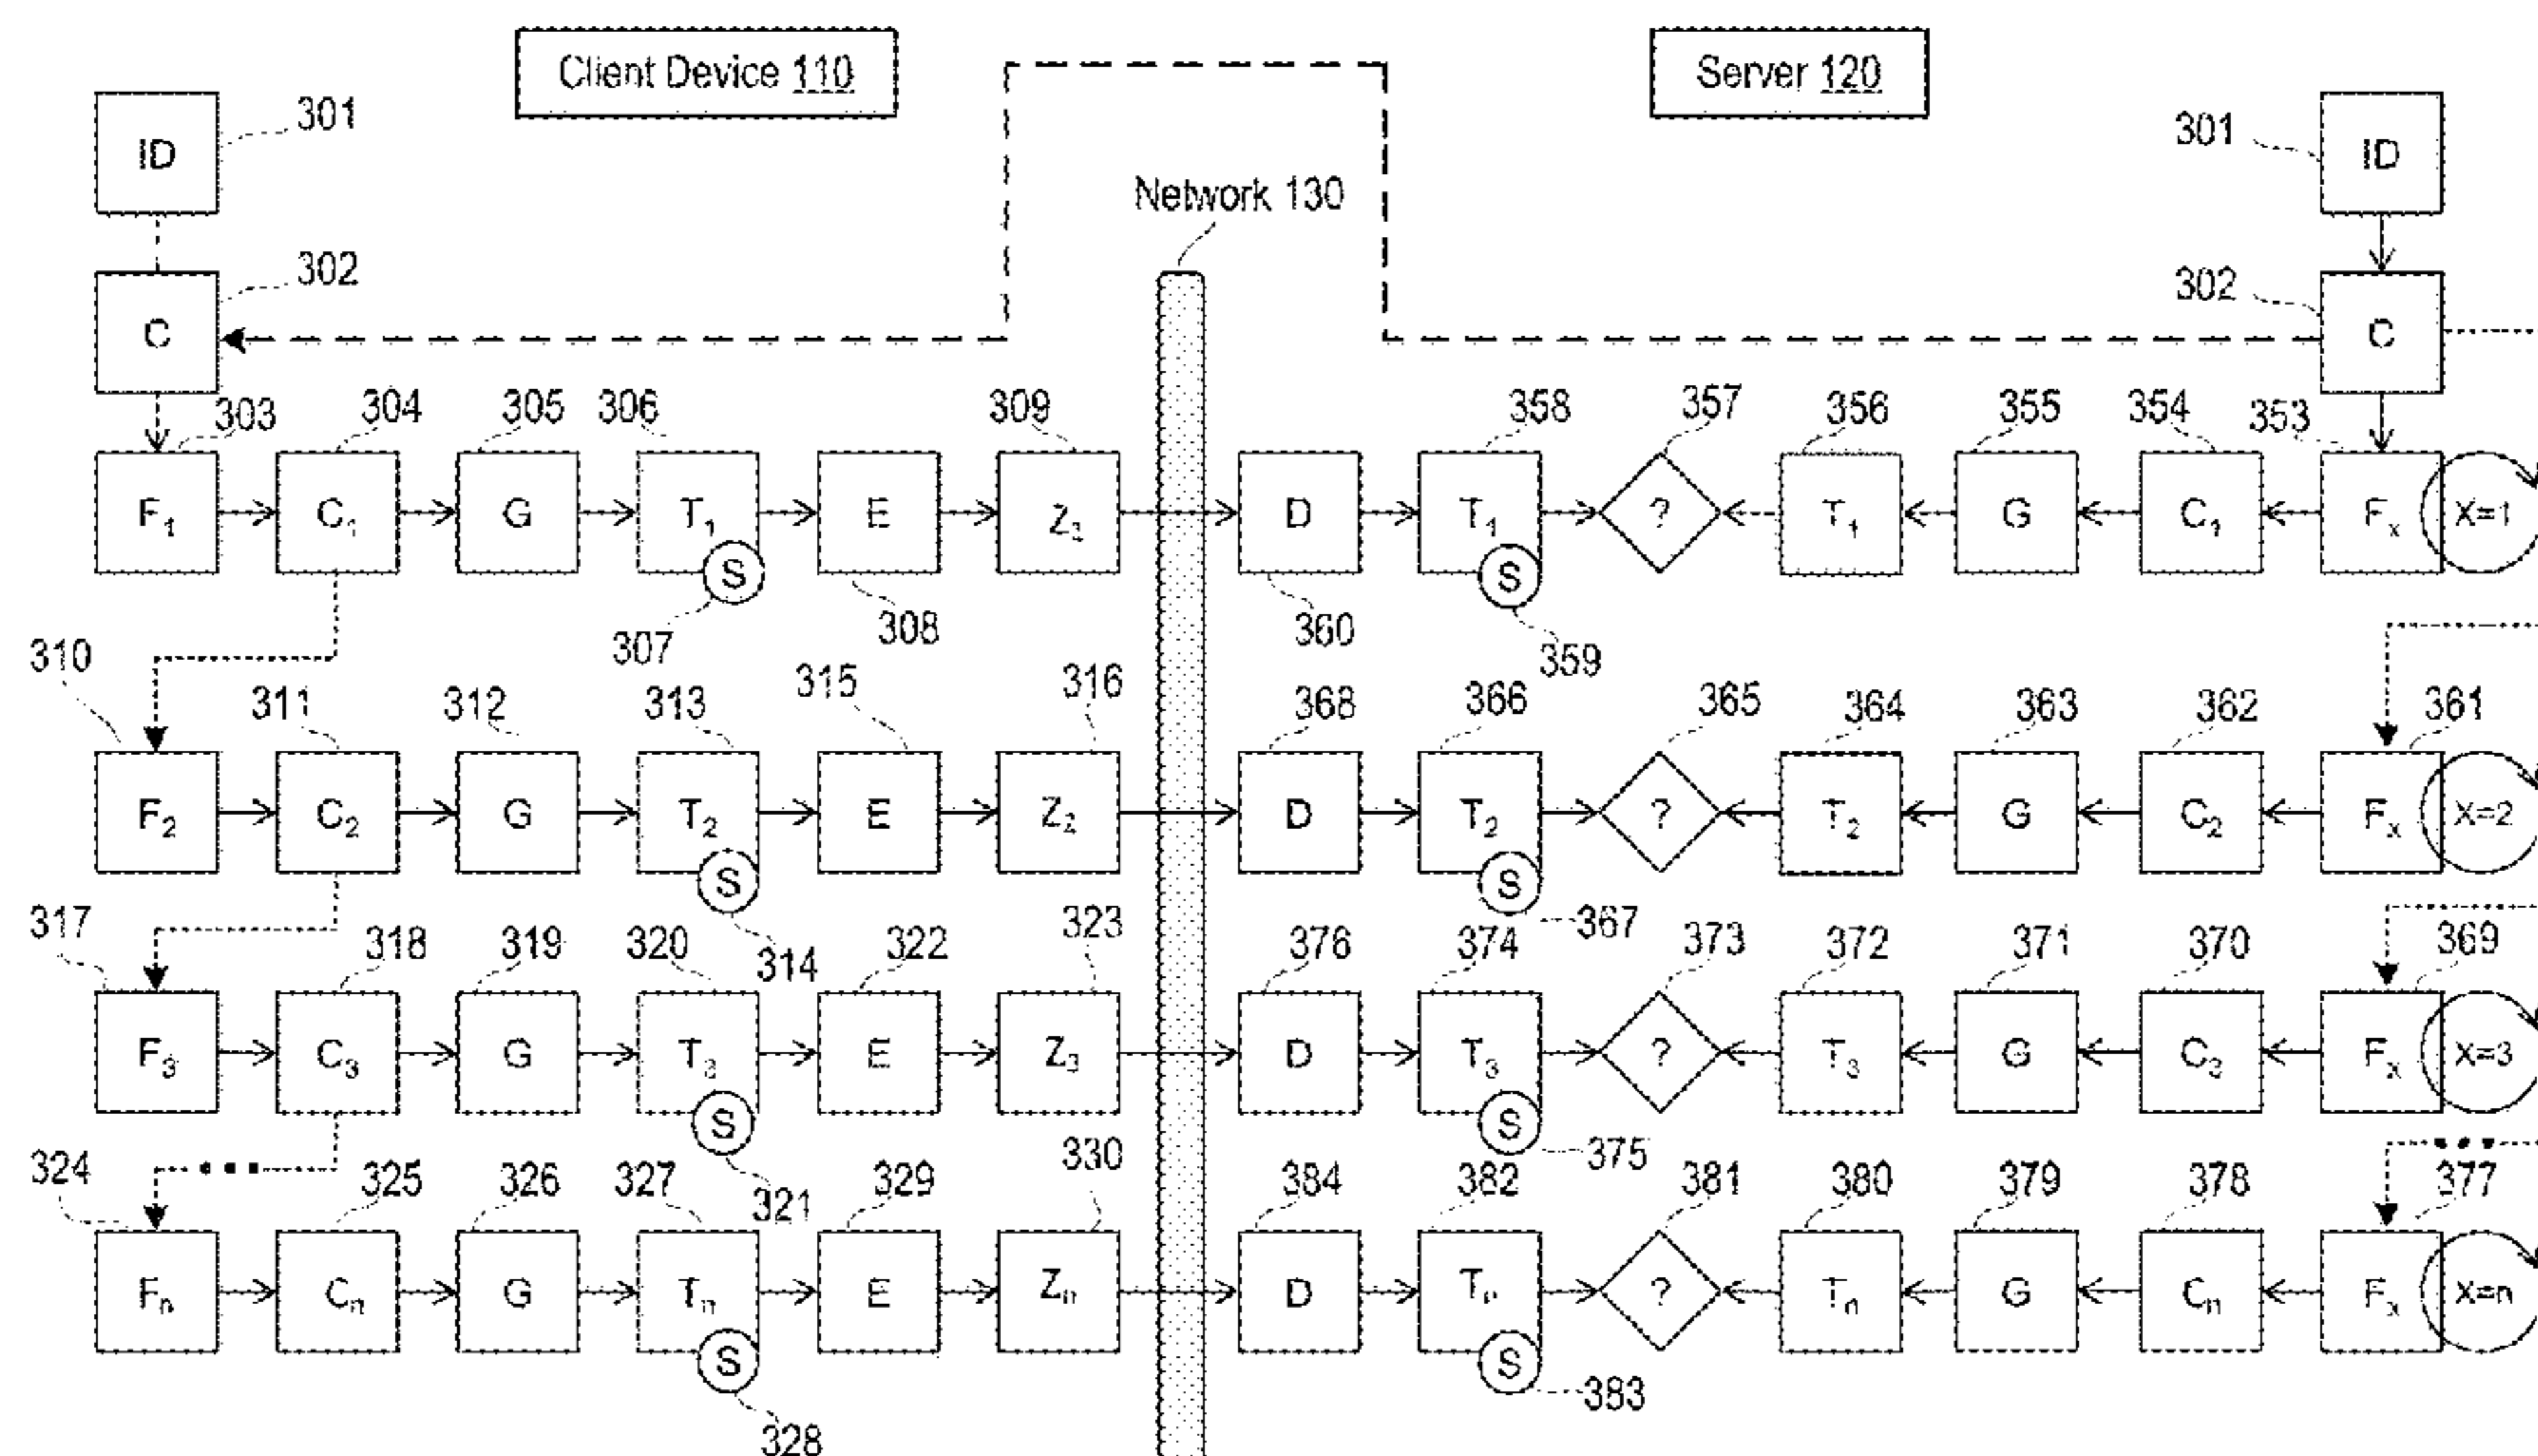 Client Device 110
Server 120
ID
301
301
ID
Network 130
302
C
302
C
303
304
305
306
309
358
357
356
355
354
353
F₁
C₁
G
T₁
S
E
Z₁
D
T₁
S
?
T₁
G
C₁
Fₓ
X=1
307
308
360
359
310
311
312
313
315
316
368
366
365
364
363
362
361
F₂
C₂
G
T₂
S
E
Z₂
D
T₂
S
?
T₂
G
C₂
Fₓ
X=2
314
367
317
318
319
320
322
323
376
374
373
372
371
370
369
F₃
C₃
G
T₃
S
E
Z₃
D
T₃
S
?
T₃
G
C₃
Fₓ
X=3
321
375
324
325
326
327
329
330
384
382
381
380
379
378
377
Fₙ
Cₙ
G
Tₙ
S
E
Zₙ
D
Tₙ
S
?
Tₙ
G
Cₙ
Fₓ
X=n
328
383